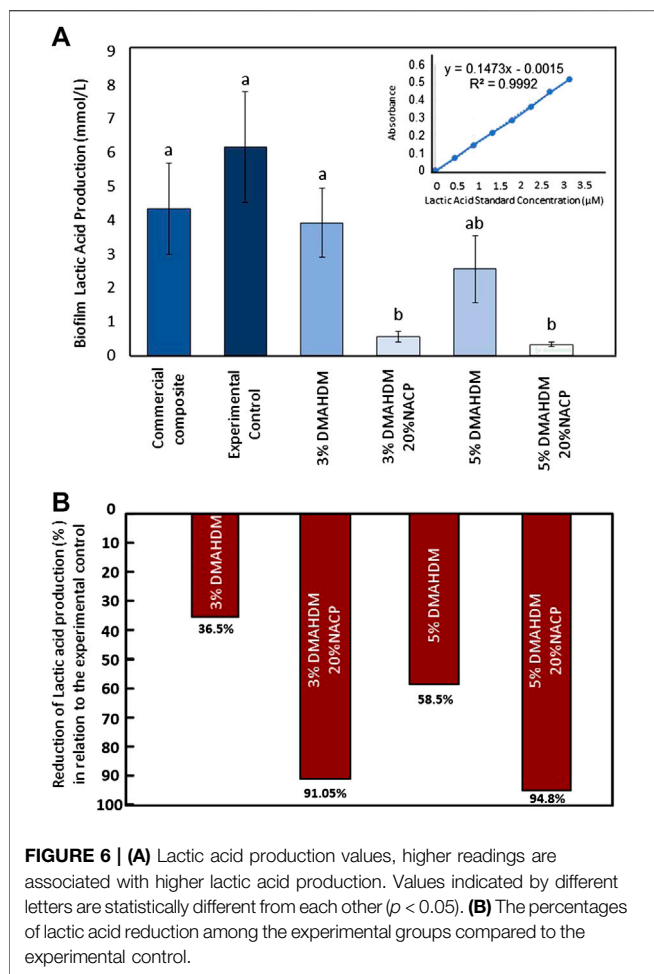 A
Biofilm Lactic Acid Production (mmol/L)
9
8
7
6
5
4
3
2
1
0
a
a
a
b
ab
b
Absorbance
0.6
0.5
0.4
0.3
0.2
0.1
0
y = 0.1473x - 0.0015
R² = 0.9992
0 0.5 1 1.5 2 2.5 3 3.5
Lactic Acid Standard Concentration (μM)
Commercial
composite
Experimental
Control
3% DMAHDM
3% DMAHDM
20%NACP
5% DMAHDM
5% DMAHDM
20%NACP
B
Reduction of Lactic acid production (%)
in relation to the experimental control
0
10
20
30
40
50
60
70
80
90
100
3% DMAHDM
36.5%
3% DMAHDM
20%NACP
91.05%
5% DMAHDM
58.5%
5% DMAHDM
20%NACP
94.8%
FIGURE 6 | (A) Lactic acid production values, higher readings are
associated with higher lactic acid production. Values indicated by different
letters are statistically different from each other (p < 0.05). (B) The percentages
of lactic acid reduction among the experimental groups compared to the
experimental control.